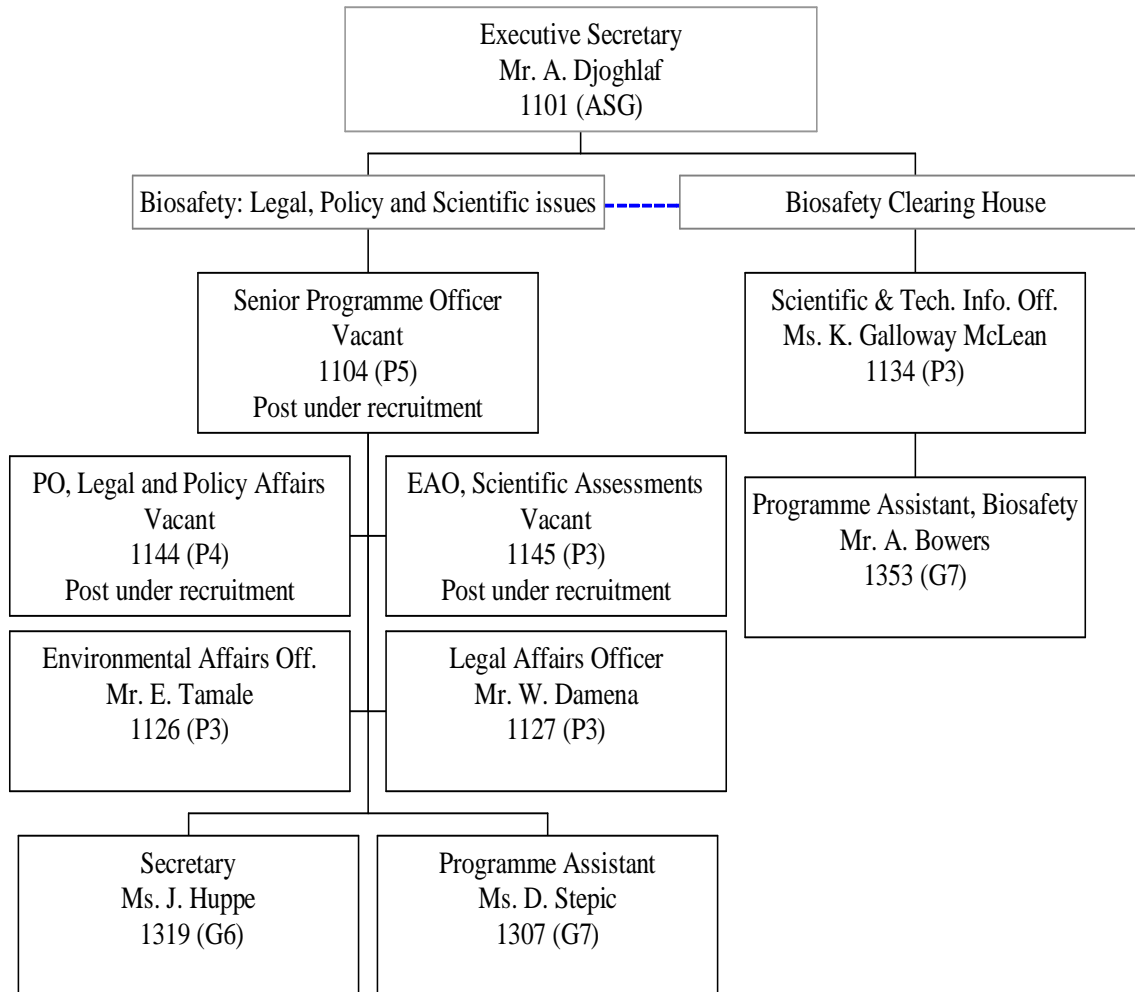 Executive Secretary
Mr. A. Djoghlaf
1101 (ASG)
Biosafety: Legal, Policy and Scientific issues
Biosafety Clearing House
Senior Programme Officer
Vacant
1104 (P5)
Post under recruitment
Scientific & Tech. Info. Off.
Ms. K. Galloway McLean
1134 (P3)
PO, Legal and Policy Affairs
Vacant
1144 (P4)
Post under recruitment
EAO, Scientific Assessments
Vacant
1145 (P3)
Post under recruitment
Programme Assistant, Biosafety
Mr. A. Bowers
1353 (G7)
Environmental Affairs Off.
Mr. E. Tamale
1126 (P3)
Legal Affairs Officer
Mr. W. Damena
1127 (P3)
Secretary
Ms. J. Huppe
1319 (G6)
Programme Assistant
Ms. D. Stepic
1307 (G7)